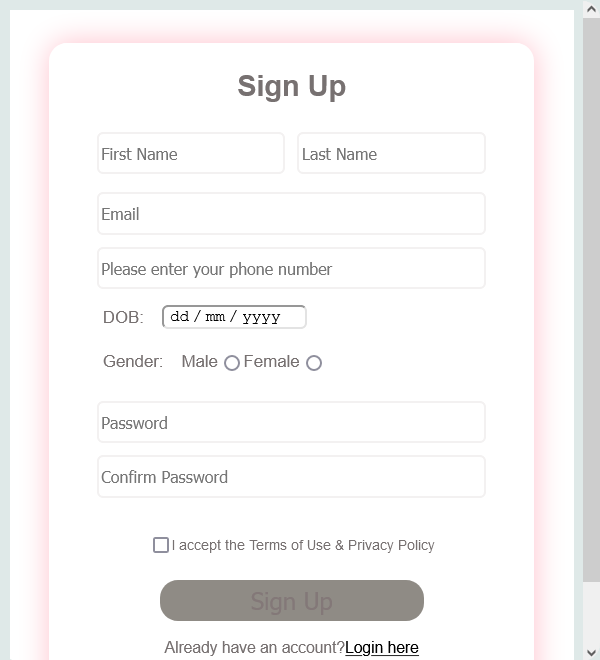 Sign Up
First Name Last Name
Email
Please enter your phone number
DOB: dd / mm / yyyy
Gender: Male Female
Password
Confirm Password
I accept the Terms of Use & Privacy Policy
Sign Up
Already have an account?Login here